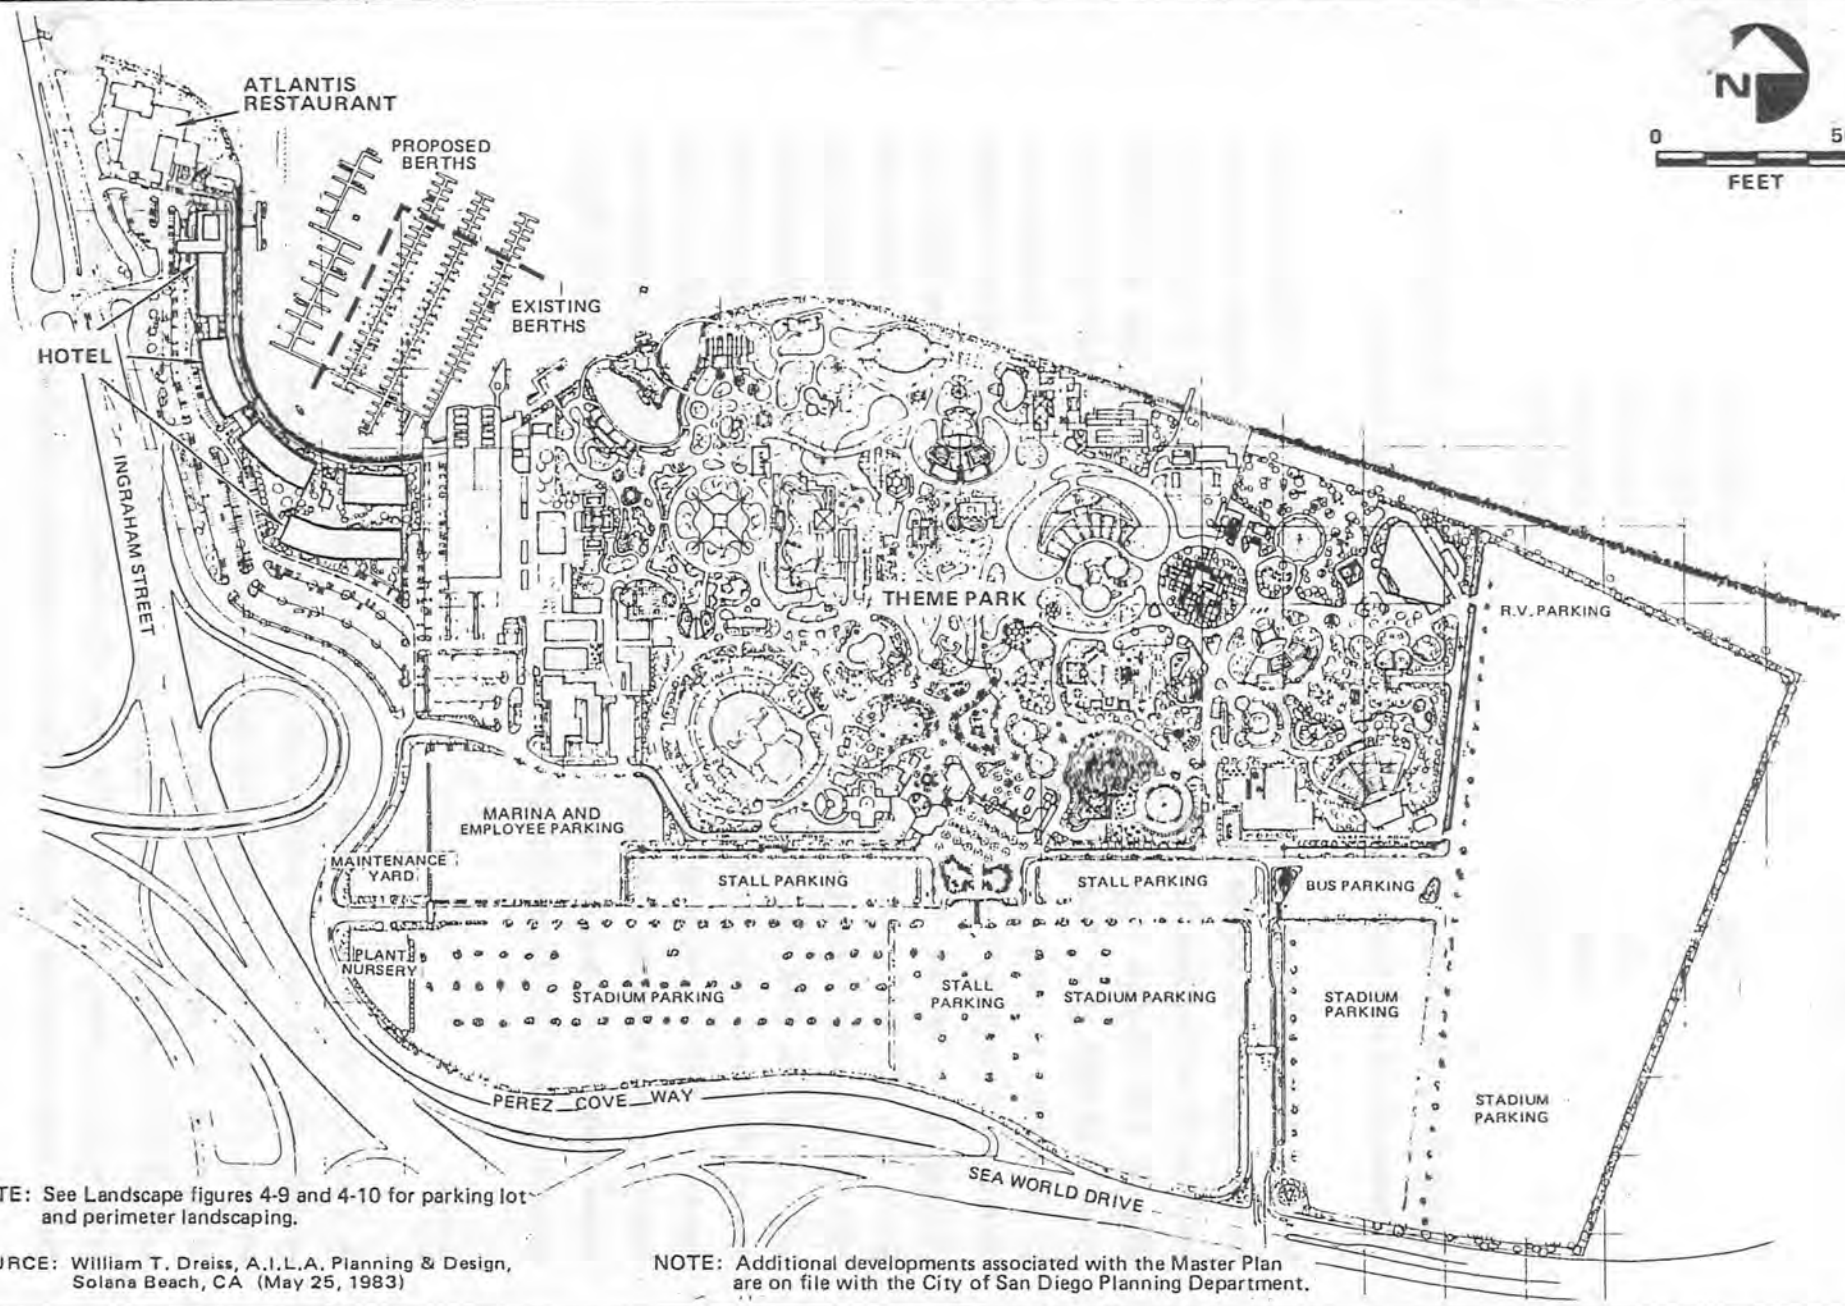 ATLANTIS
RESTAURANT
N
0 5
FEET
PROPOSED
BERTHS
EXISTING
BERTHS
HOTEL
INGRAHAM STREET
THEME PARK
R.V. PARKING
MARINA AND
EMPLOYEE PARKING
MAINTENANCE
YARD
STALL PARKING
STALL PARKING
BUS PARKING
PLANT
NURSERY
STADIUM PARKING
STALL
PARKING
STADIUM PARKING
STADIUM
PARKING
STADIUM
PARKING
PEREZ COVE WAY
SEA WORLD DRIVE
TE: See Landscape figures 4-9 and 4-10 for parking lot
and perimeter landscaping.
URCE: William T. Dreiss, A.I.L.A. Planning & Design,
Solana Beach, CA (May 25, 1983)
NOTE: Additional developments associated with the Master Plan
are on file with the City of San Diego Planning Department.